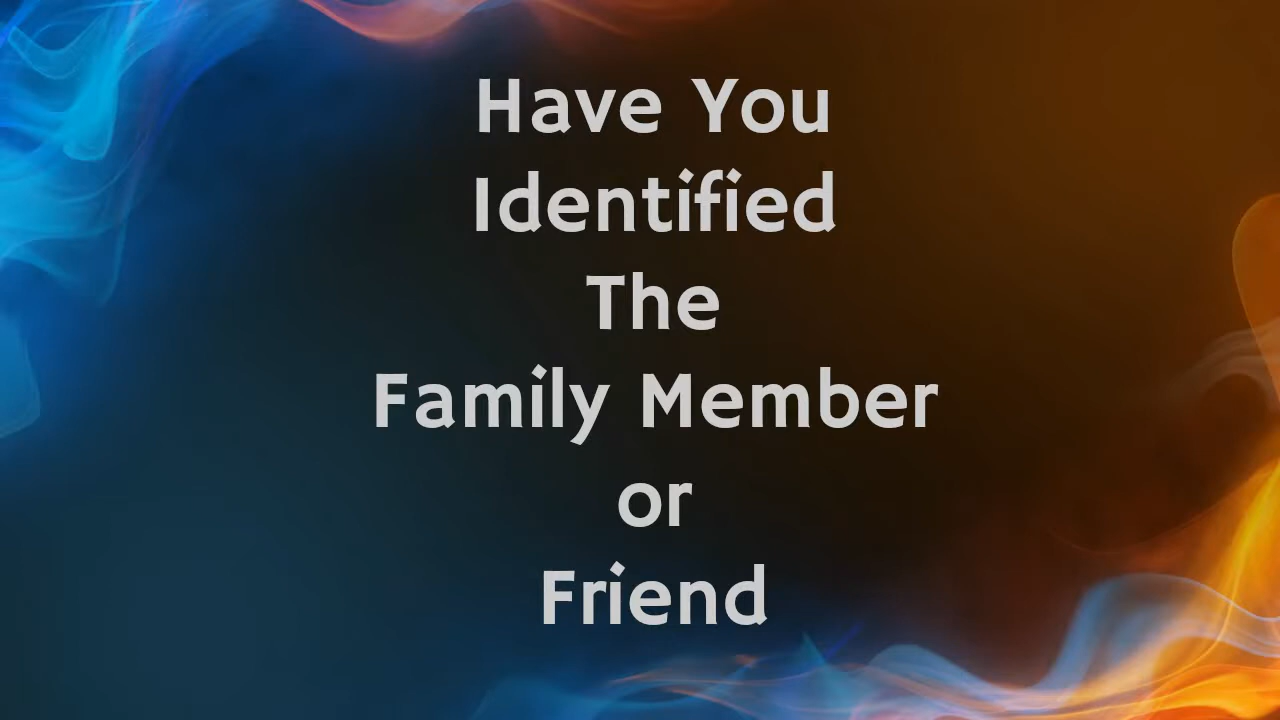 Have You
Identified
The
Family Member
or
Friend